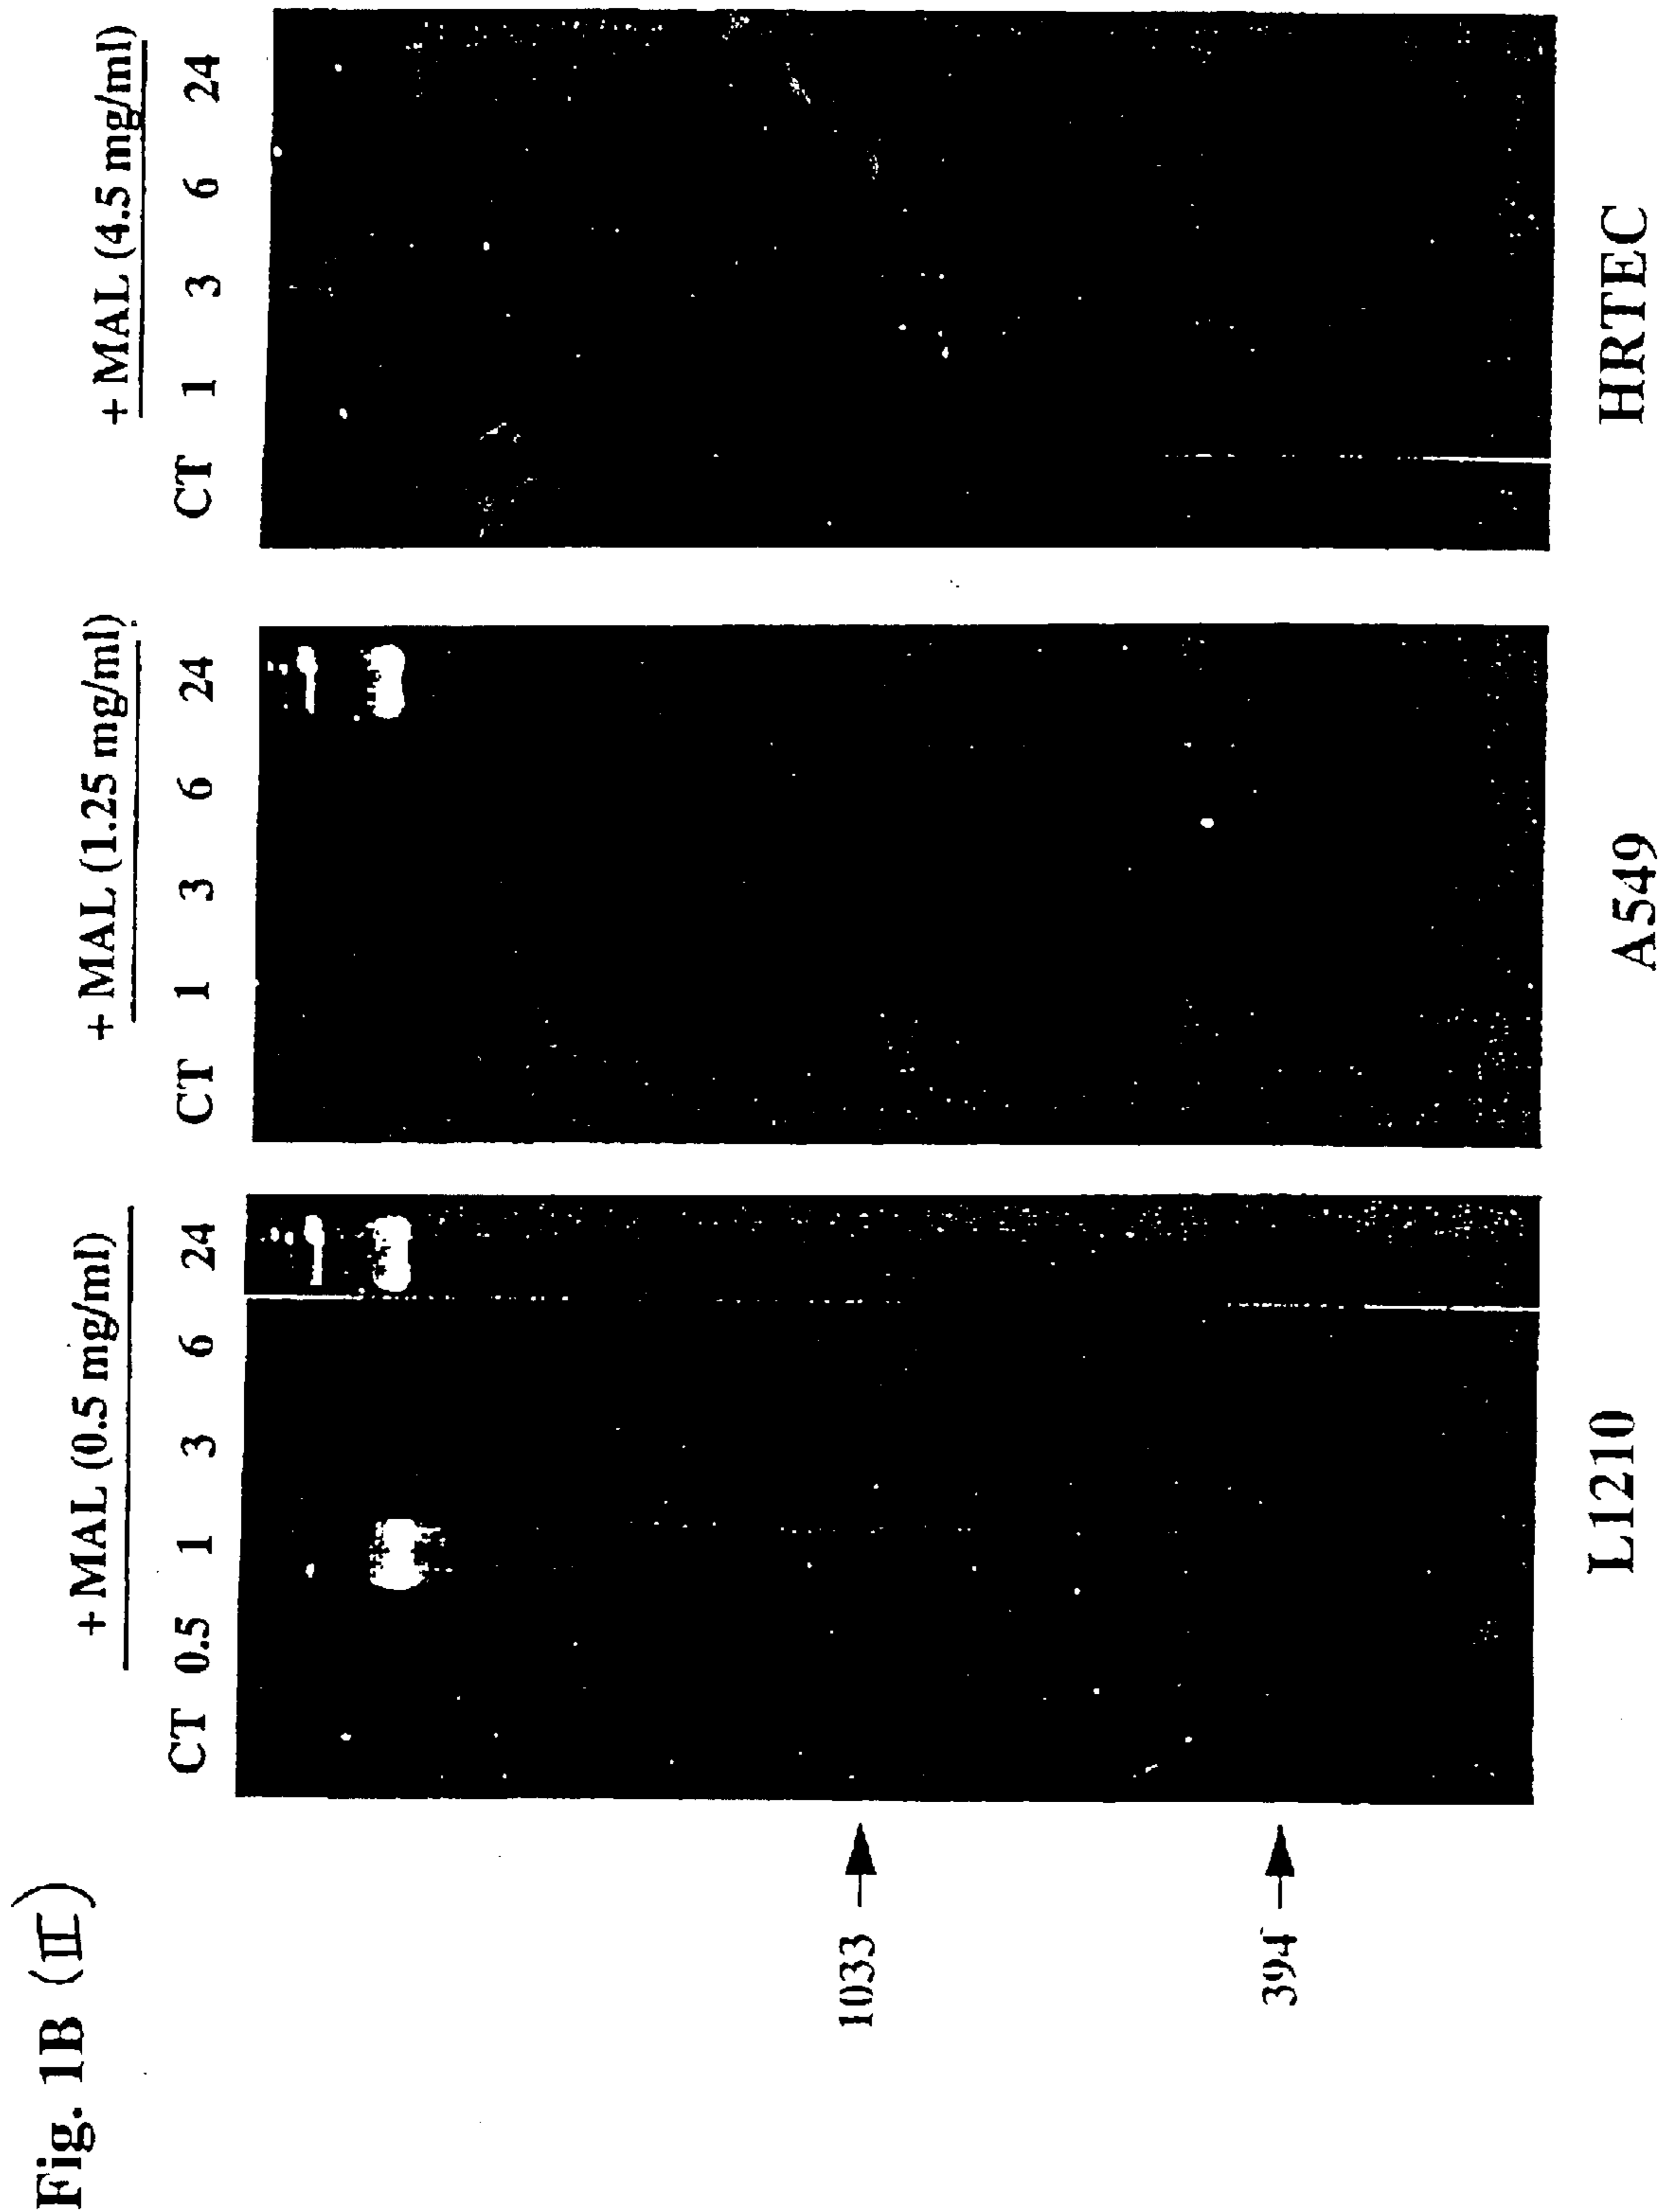 Fig. 1B (II)
+ MAL (0.5 mg/ml)
CT 0.5 1 3 6 24
+ MAL (1.25 mg/ml)
CT 1 3 6 24
+ MAL (4.5 mg/ml)
CT 1 3 6 24
1033
394
L1210
A549
HRTEC